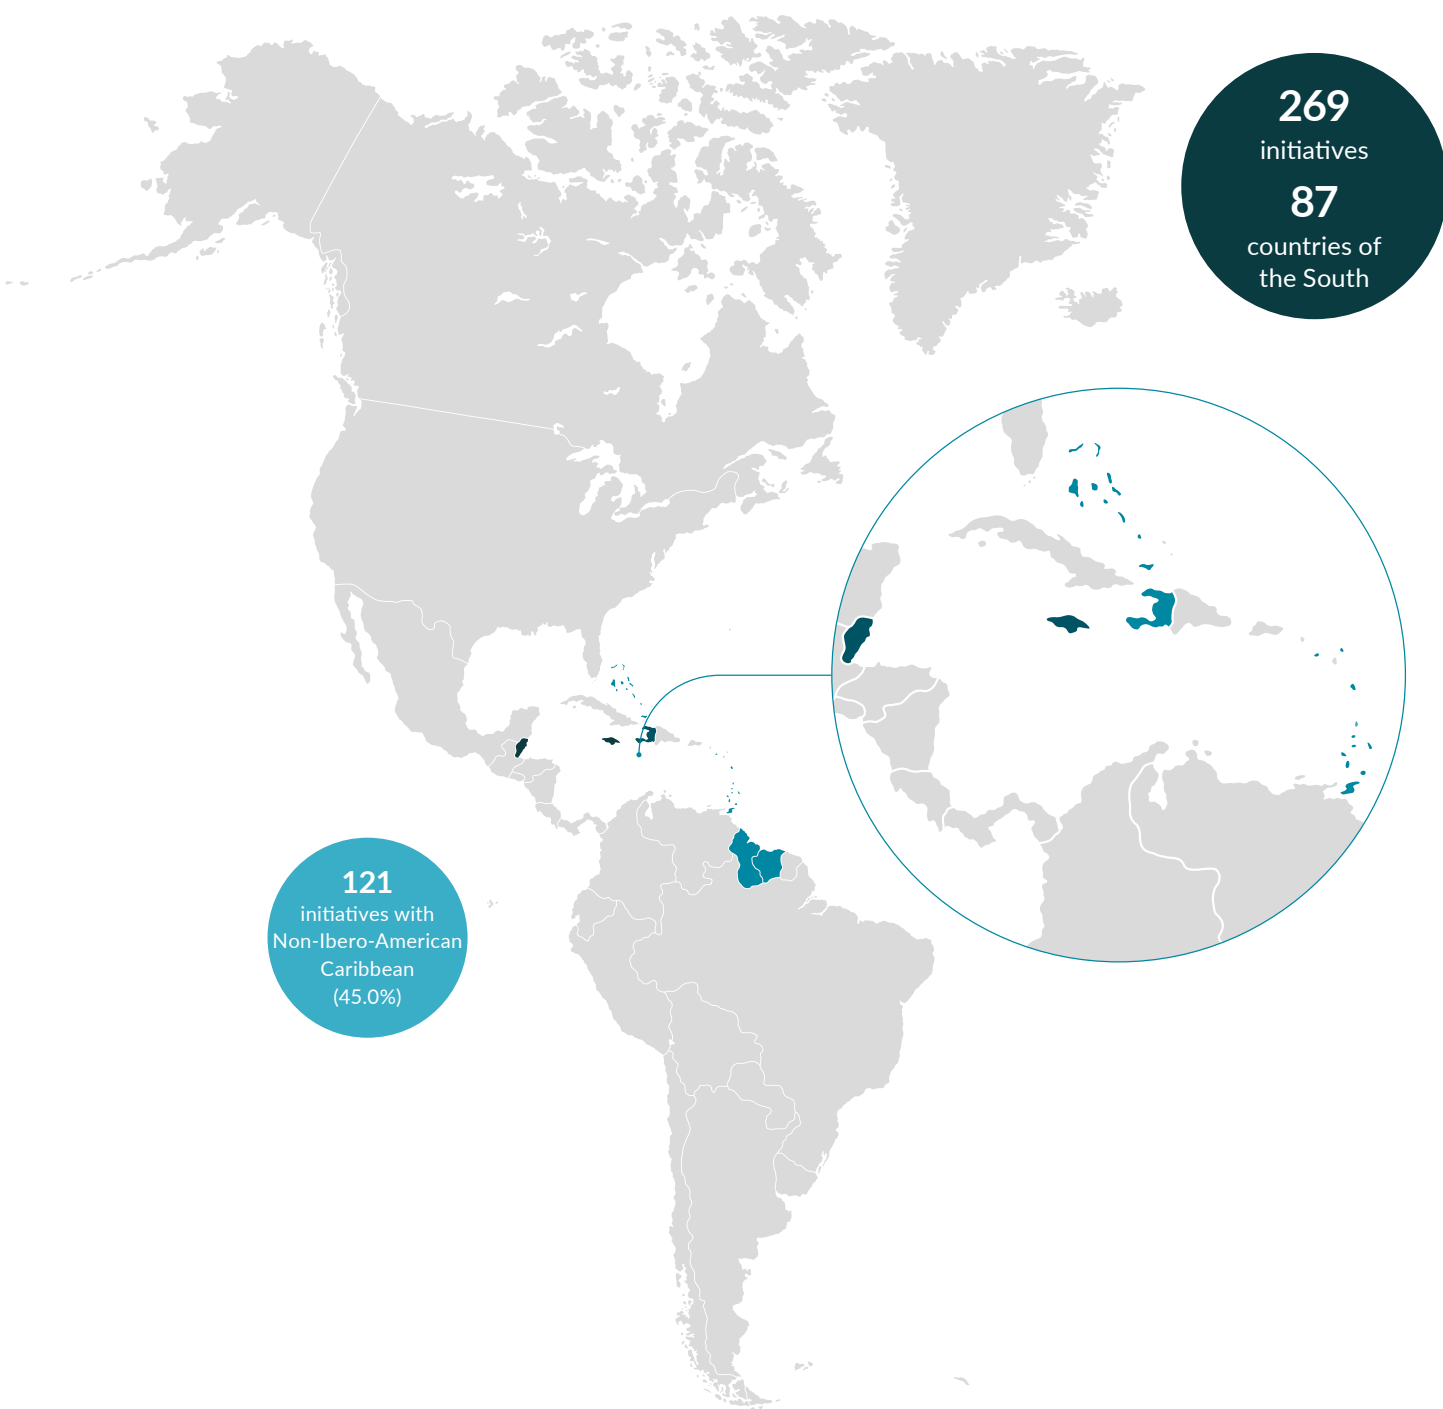 269
initiatives
87
countries of
the South
121
initiatives with
Non-Ibero-American
Caribbean
(45.0%)